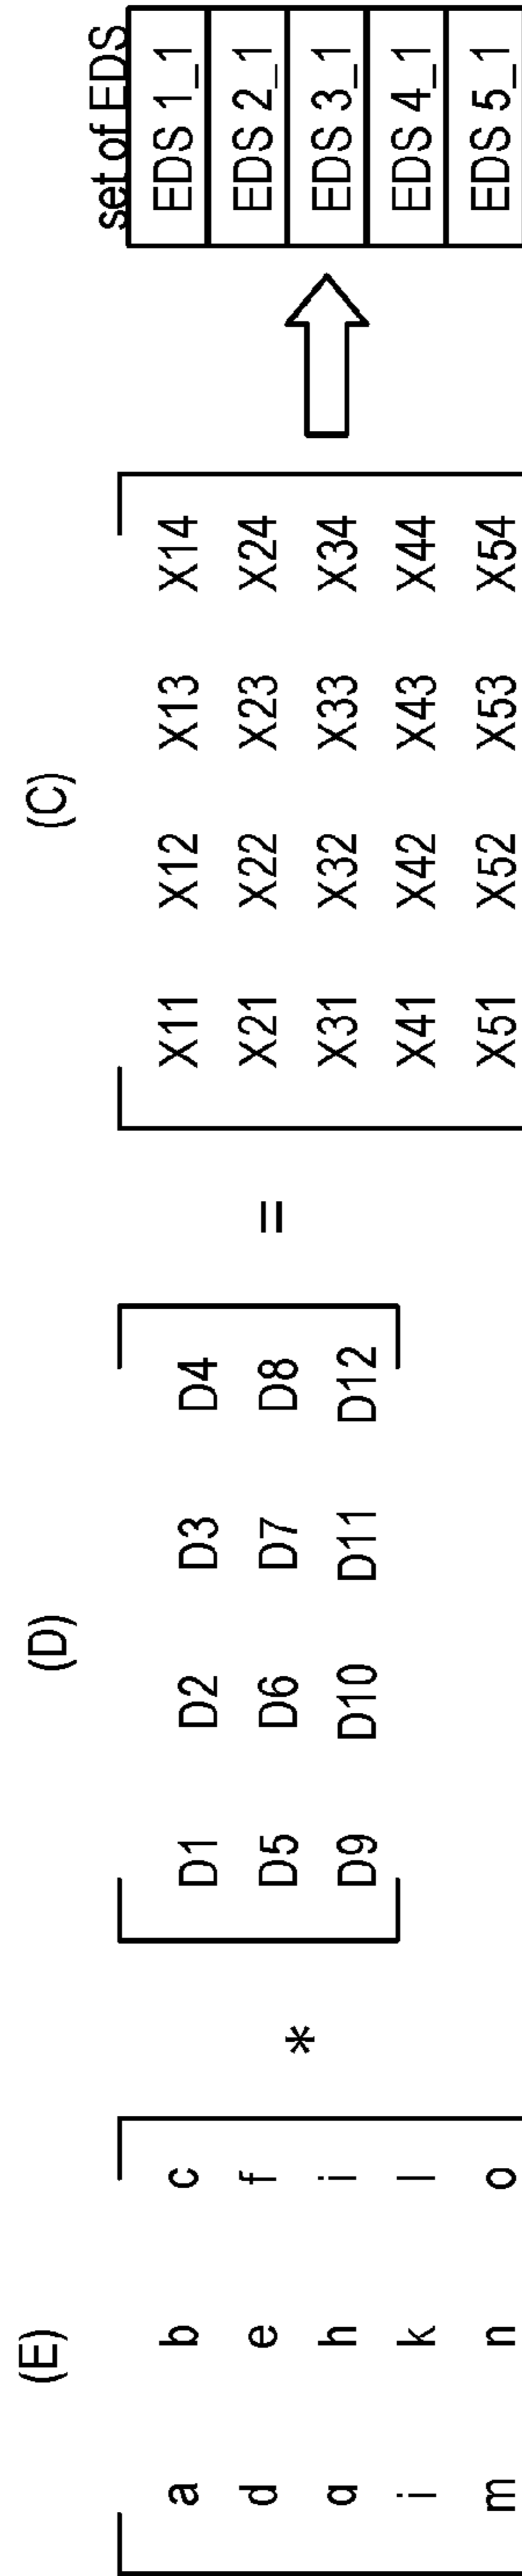 (E) (D) (C) set of EDS
a b c * D1 D2 D3 D4 = X11 X12 X13 X14 EDS 1_1
d e f D5 D6 D7 D8 X21 X22 X23 X24 EDS 2_1
g h i D9 D10 D11 D12 X31 X32 X33 X34 EDS 3_1
j k l X41 X42 X43 X44 EDS 4_1
m n o X51 X52 X53 X54 EDS 5_1